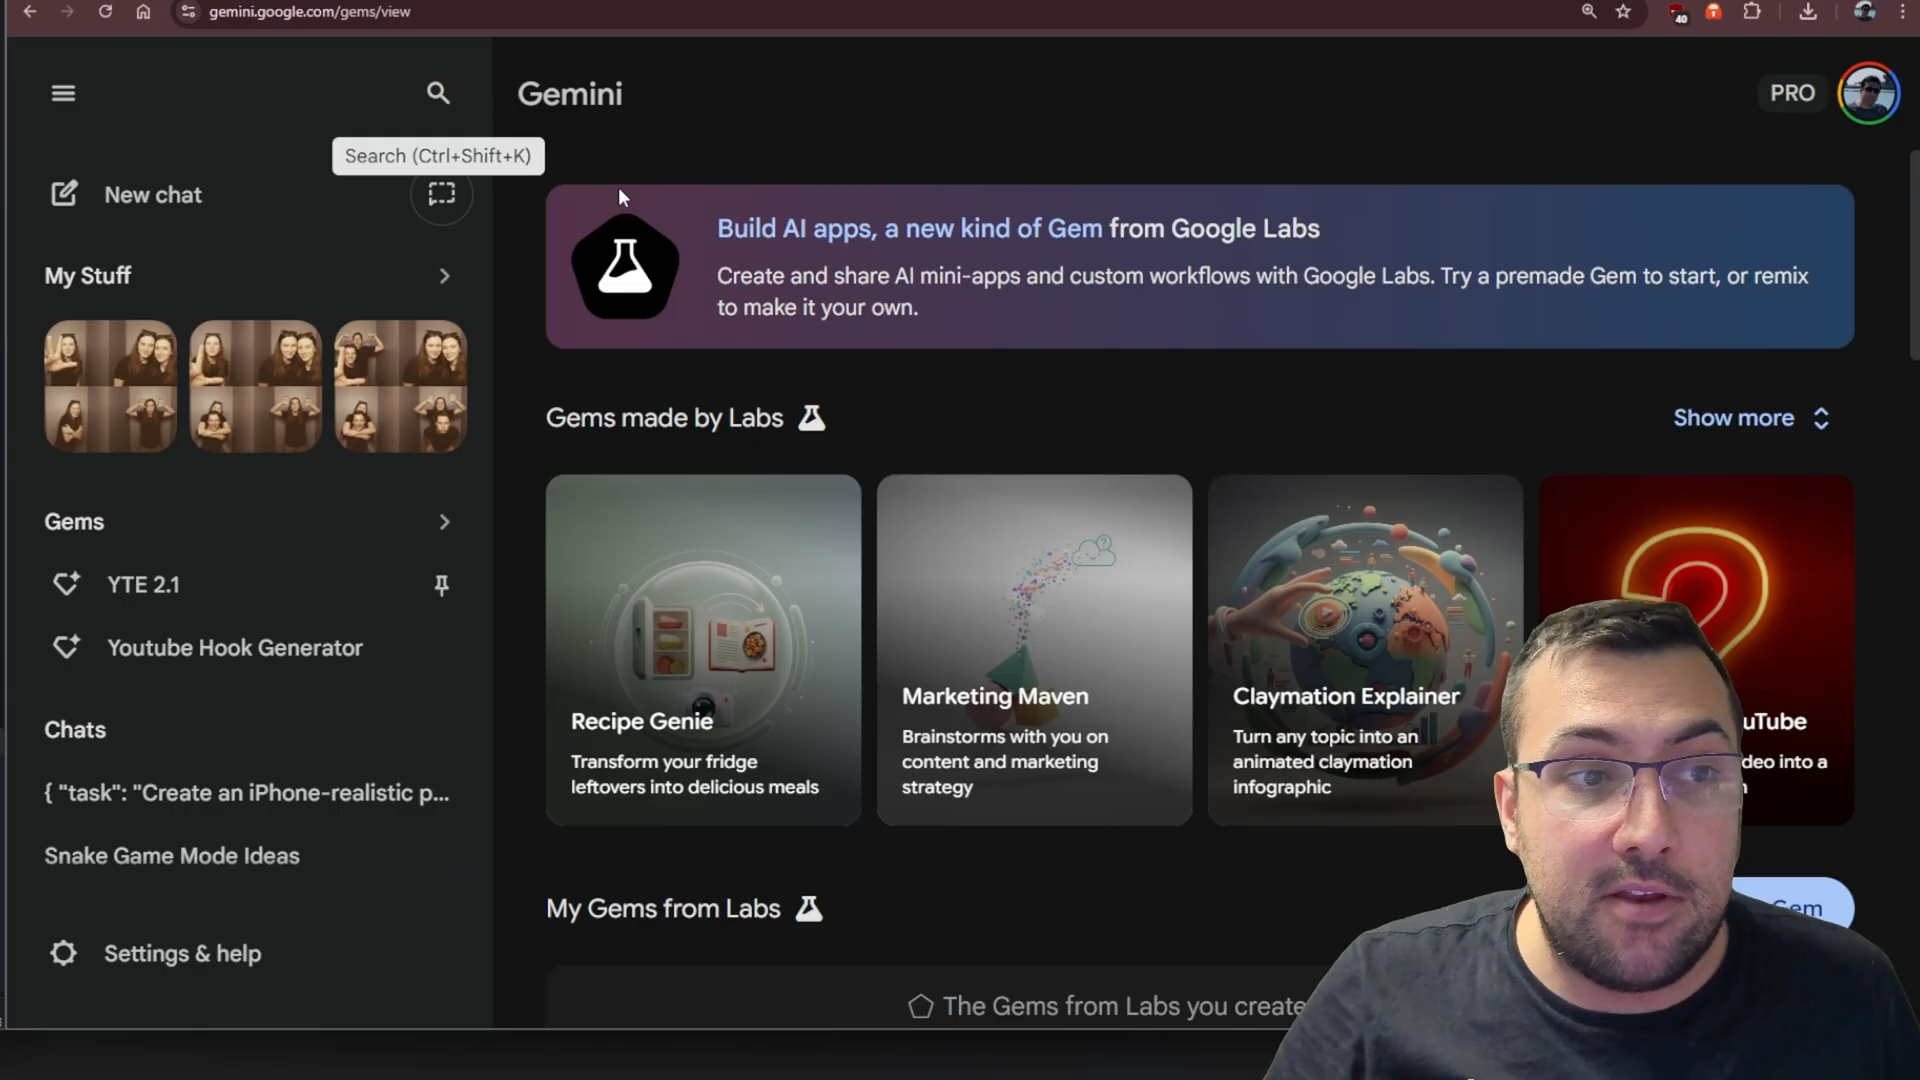 gemini.google.com/gems/view
40
Gemini
PRO
Search (Ctrl+Shift+K)
New chat
My Stuff
Gems
YTE 2.1
Youtube Hook Generator
Chats
{ "task": "Create an iPhone-realistic p...
Snake Game Mode Ideas
Settings & help
Build AI apps, a new kind of Gem from Google Labs
Create and share AI mini-apps and custom workflows with Google Labs. Try a premade Gem to start, or remix
to make it your own.
Gems made by Labs
Show more
Recipe Genie
Transform your fridge
leftovers into delicious meals
Marketing Maven
Brainstorms with you on
content and marketing
strategy
Claymation Explainer
Turn any topic into an
animated claymation
infographic
uTube
deo into a
My Gems from Labs
Gem
The Gems from Labs you create